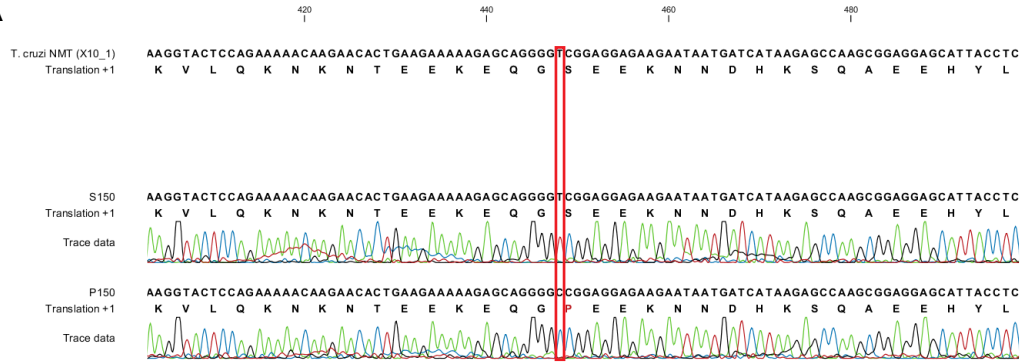 420 440 460 480
T. cruzi NMT (X10_1) AAGGTACTCCAGAAAAACAAGAACACTGAAGAAAAAGAGCAGGGGTCGGAGGAGAAGAATAATGATCATAAGAGCCAAGCGGAGGAGCATTACCTC
Translation +1 K V L Q K N K N T E E K E Q G S E E K N N D H K S Q A E E H Y L
S150 AAGGTACTCCAGAAAAACAAGAACACTGAAGAAAAAGAGCAGGGGTCGGAGGAGAAGAATAATGATCATAAGAGCCAAGCGGAGGAGCATTACCTC
Translation +1 K V L Q K N K N T E E K E Q G S E E K N N D H K S Q A E E H Y L
Trace data
P150 AAGGTACTCCAGAAAAACAAGAACACTGAAGAAAAAGAGCAGGGGCCGGAGGAGAAGAATAATGATCATAAGAGCCAAGCGGAGGAGCATTACCTC
Translation +1 K V L Q K N K N T E E K E Q G P E E K N N D H K S Q A E E H Y L
Trace data